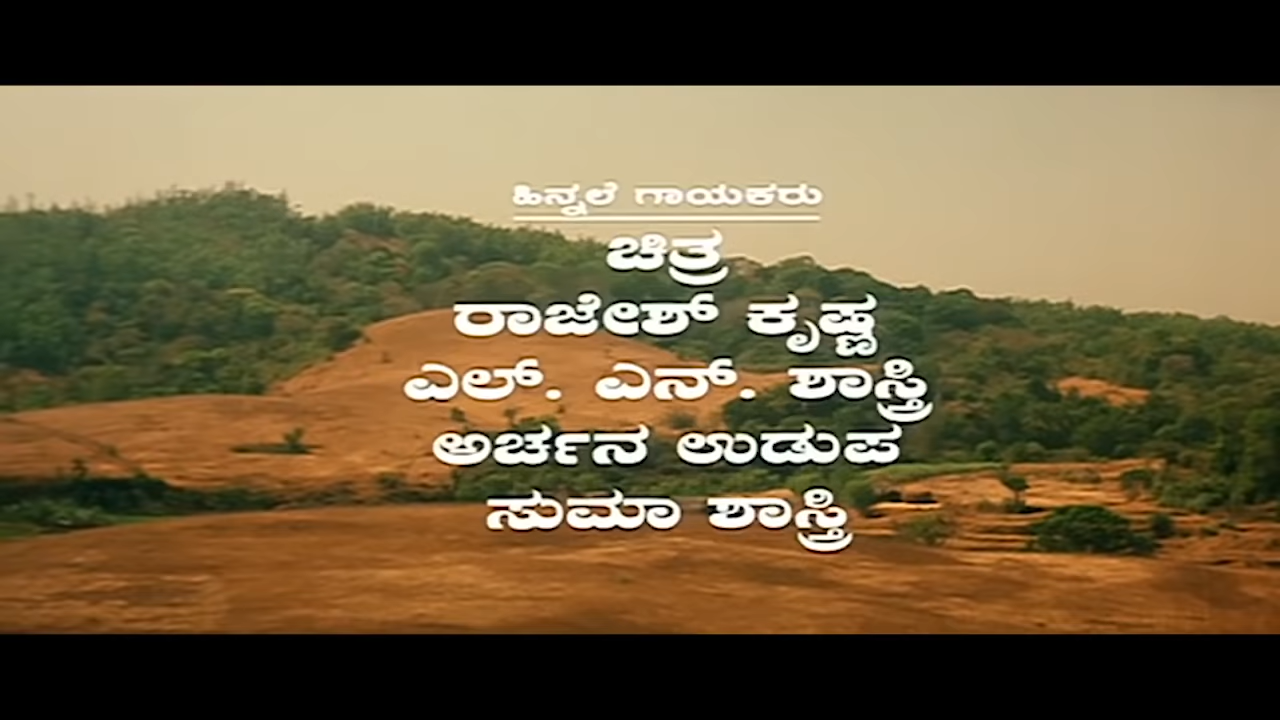 ಹಿನ್ನಲೆ ಗಾಯಕರು
ಚಿತ್ರ
ರಾಜೇಶ್ ಕೃಷ್ಣ
ಎಲ್. ಎನ್. ಶಾಸ್ತ್ರಿ
ಅರ್ಚನ ಉಡುಪ
ಸುಮಾ ಶಾಸ್ತ್ರಿ